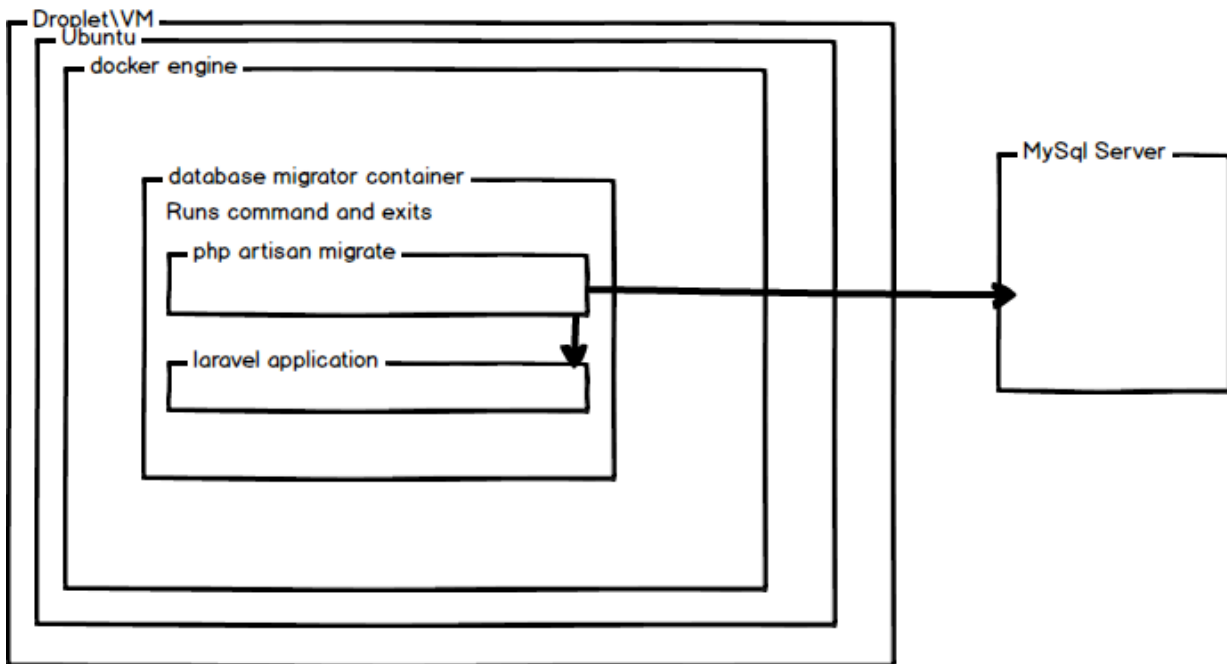 Droplet\VM
Ubuntu
docker engine
MySql Server
database migrator container
Runs command and exits
php artisan migrate
laravel application